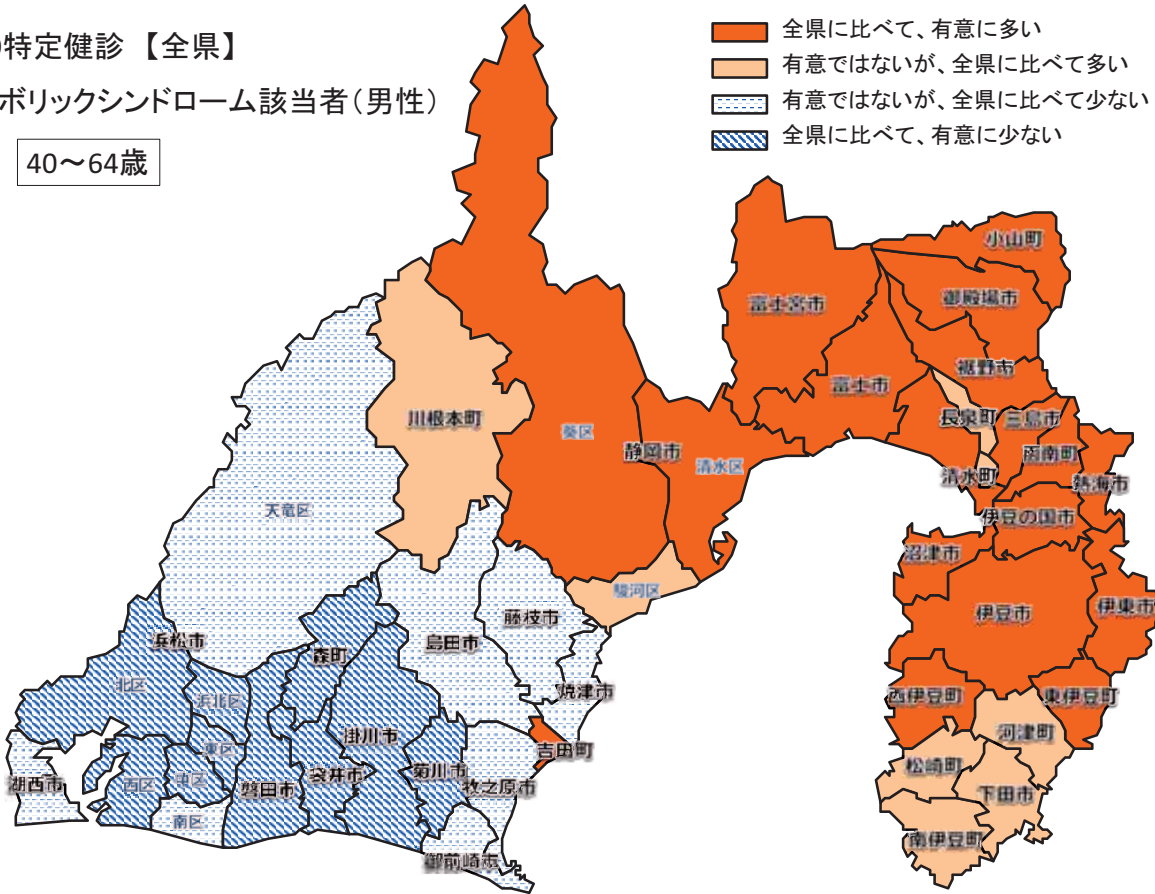 の特定健診 【全県】
ボリックシンドローム該当者(男性)
40～64歳
全県に比べて、有意に多い
有意ではないが、全県に比べて多い
有意ではないが、全県に比べて少ない
全県に比べて、有意に少ない
小山町
御殿場市
富士宮市
裾野市
富士市
長泉町
三島市
川根本町
葵区
静岡市
清水区
函南町
清水町
熱海市
天竜区
伊豆の国市
沼津市
駿河区
伊豆市
伊東市
藤枝市
島田市
浜松市
森町
北区
浜北区
焼津市
西伊豆町
東伊豆町
河津町
掛川市
東区
吉田町
松崎町
湖西市
西区
中区
磐田市
袋井市
菊川市
牧之原市
下田市
南区
御前崎市
南伊豆町